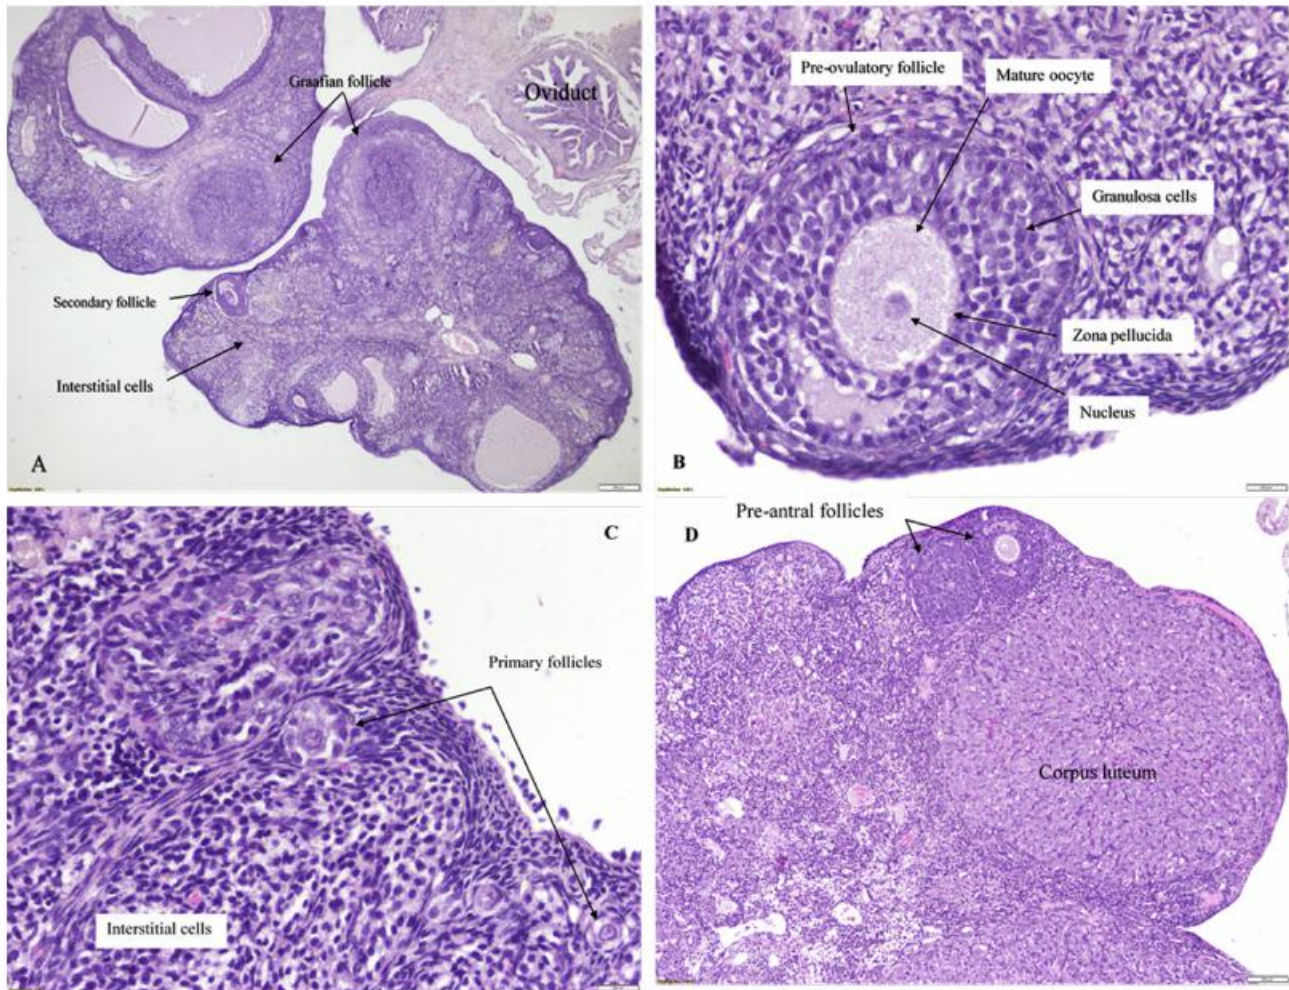 Graafian follicle
Oviduct
Secondary follicle
Interstitial cells
A
Pre-ovulatory follicle
Mature oocyte
Granulosa cells
Zona pellucida
Nucleus
B
C
Primary follicles
Interstitial cells
Pre-antral follicles
D
Corpus luteum